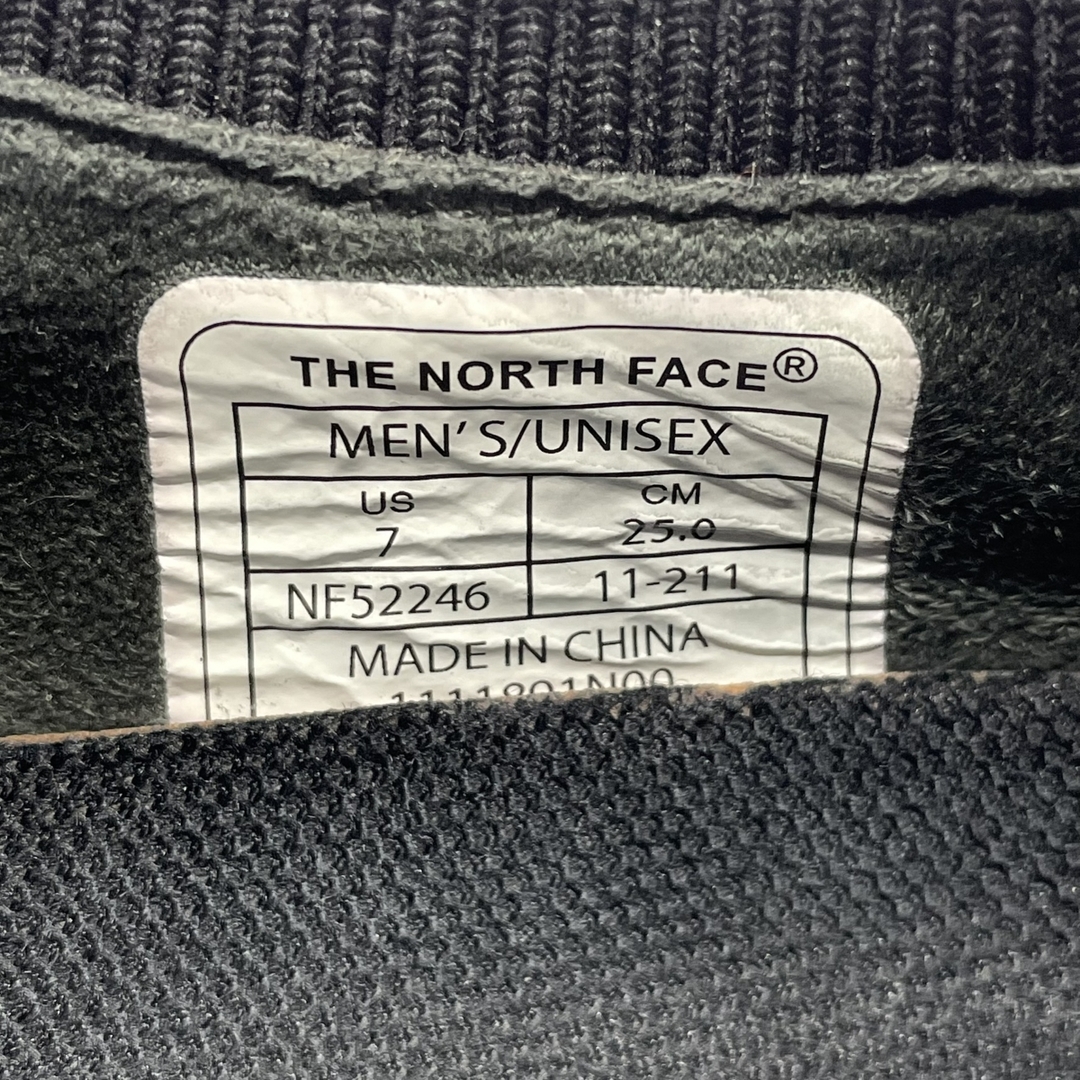 THE NORTH FACE®
MEN'S/UNISEX
US CM
7 25.0
NF52246 11-211
MADE IN CHINA